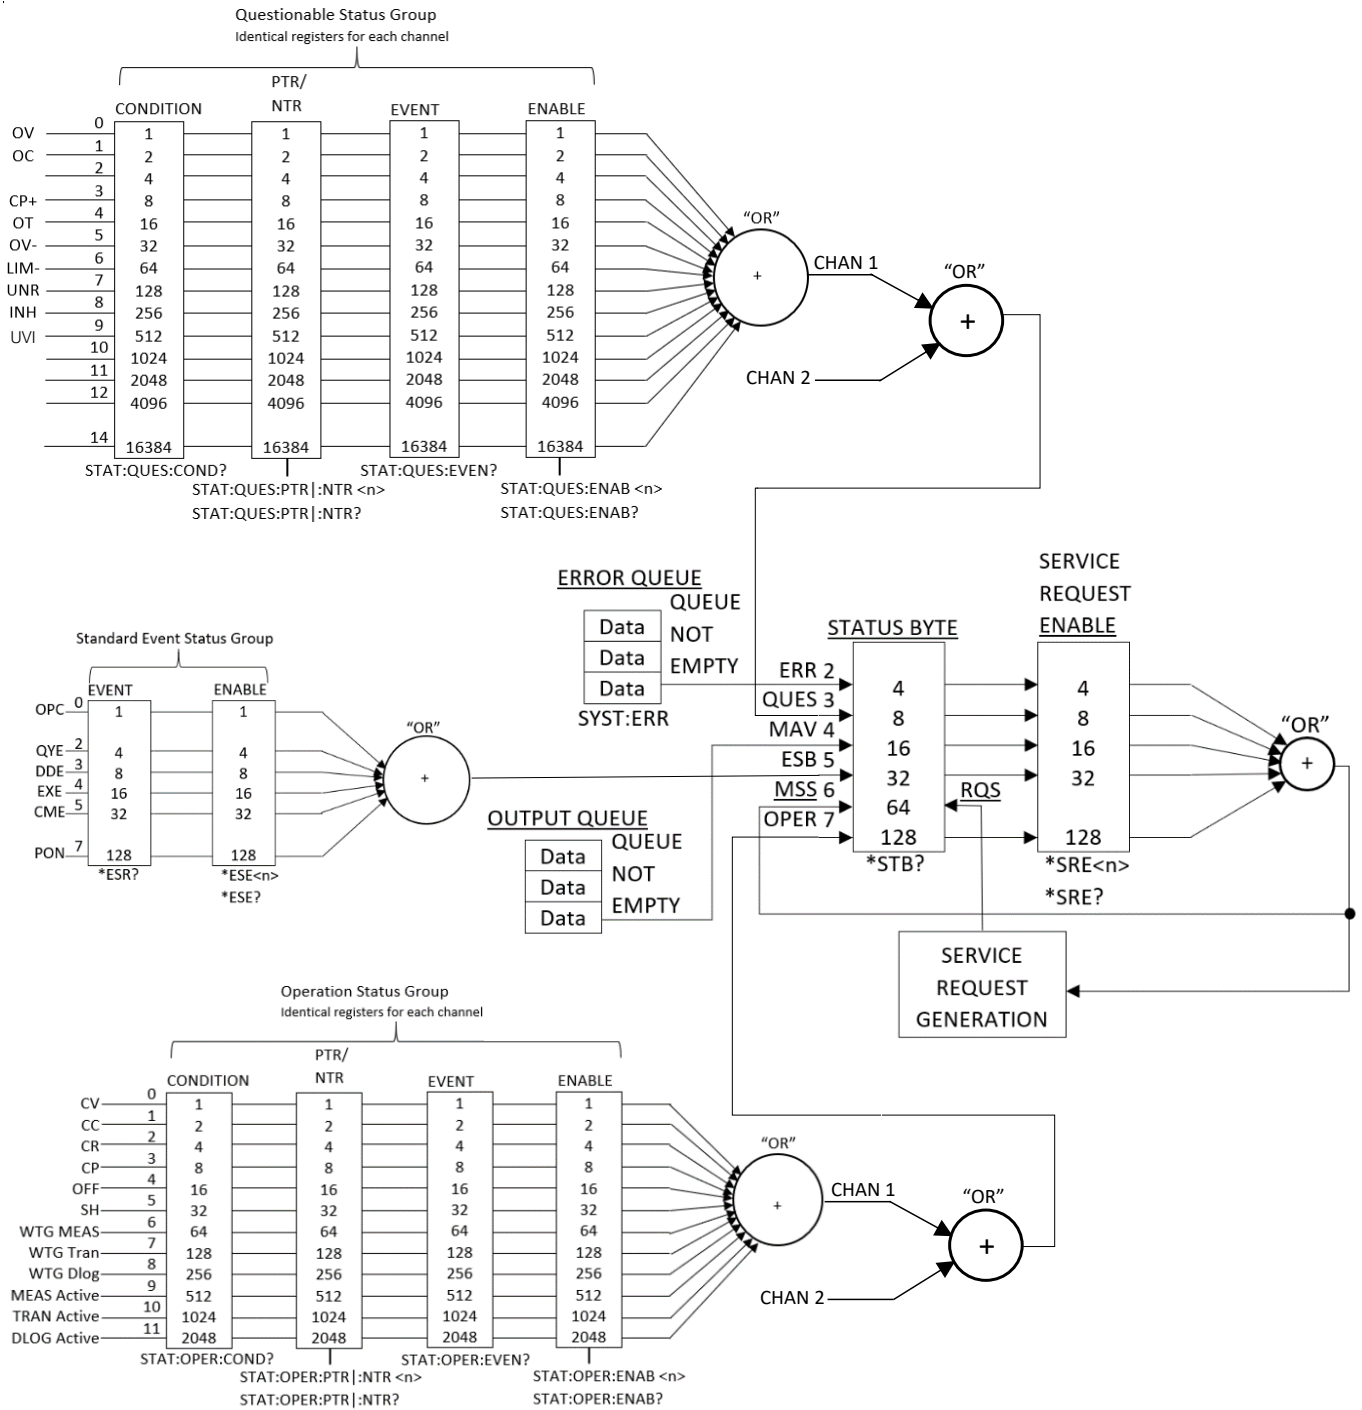 Questionable Status Group
Identical registers for each channel
PTR/
CONDITION NTR EVENT ENABLE
OV 0 1 1 1 1
OC 1 2 2 2 2
2 4 4 4 4
CP+ 3 8 8 8 8
OT 4 16 16 16 16
OV- 5 32 32 32 32
LIM- 6 64 64 64 64
UNR 7 128 128 128 128
INH 8 256 256 256 256
UVI 9 512 512 512 512
10 1024 1024 1024 1024
11 2048 2048 2048 2048
12 4096 4096 4096 4096
14 16384 16384 16384 16384
STAT:QUES:COND? STAT:QUES:EVEN?
STAT:QUES:PTR|:NTR <n> STAT:QUES:ENAB <n>
STAT:QUES:PTR|:NTR? STAT:QUES:ENAB?
"OR"
+
CHAN 1
"OR"
+
CHAN 2
ERROR QUEUE
QUEUE
NOT
EMPTY
Data
Data
Data
SYST:ERR
Standard Event Status Group
EVENT ENABLE
OPC 0 1 1
QYE 2 4 4
DDE 3 8 8
EXE 4 16 16
CME 5 32 32
PON 7 128 128
*ESR? *ESE<n>
*ESE?
"OR"
+
OUTPUT QUEUE
QUEUE
NOT
EMPTY
Data
Data
Data
SERVICE
REQUEST
STATUS BYTE ENABLE
ERR 2 4 4
QUES 3 8 8
MAV 4 16 16
ESB 5 32 32
MSS 6 64 RQS
OPER 7 128 128
*STB? *SRE<n>
*SRE?
"OR"
+
SERVICE
REQUEST
GENERATION
Operation Status Group
Identical registers for each channel
PTR/
CONDITION NTR EVENT ENABLE
CV 0 1 1 1 1
CC 1 2 2 2 2
CR 2 4 4 4 4
CP 3 8 8 8 8
OFF 4 16 16 16 16
SH 5 32 32 32 32
WTG MEAS 6 64 64 64 64
WTG Tran 7 128 128 128 128
WTG Dlog 8 256 256 256 256
MEAS Active 9 512 512 512 512
TRAN Active 10 1024 1024 1024 1024
DLOG Active 11 2048 2048 2048 2048
STAT:OPER:COND? STAT:OPER:EVEN?
STAT:OPER:PTR|:NTR <n> STAT:OPER:ENAB <n>
STAT:OPER:PTR|:NTR? STAT:OPER:ENAB?
"OR"
+
CHAN 1
"OR"
+
CHAN 2